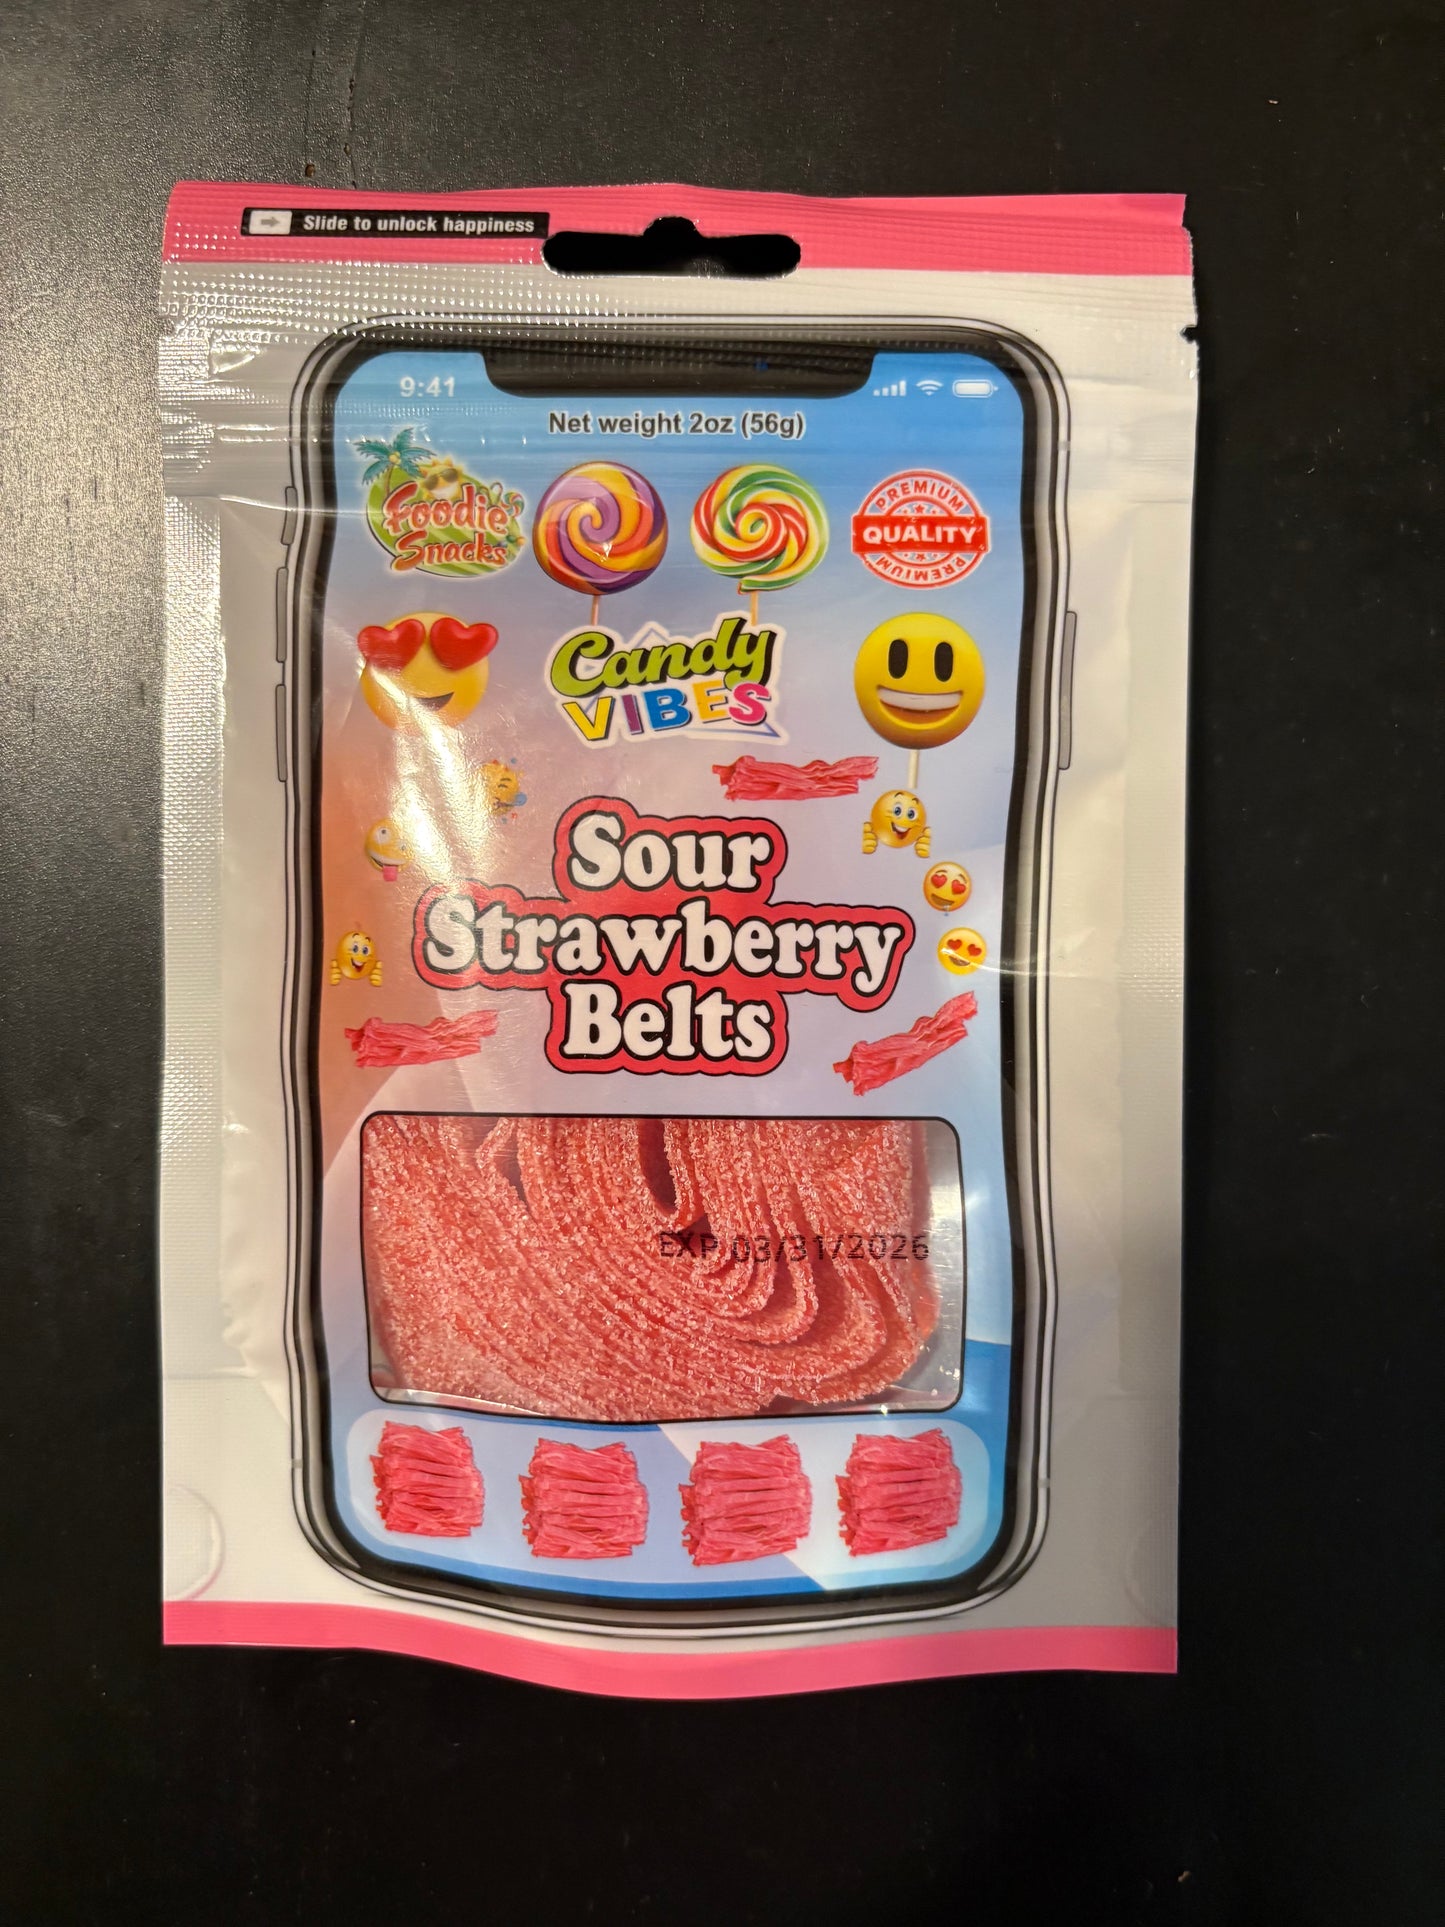 Slide to unlock happiness
9:41
Net weight 2oz (56g)
Foodie
Snacks
PREMIUM
QUALITY
PREMIUM
Candy
VIBES
Sour
Strawberry
Belts
EXP 03/31/2026